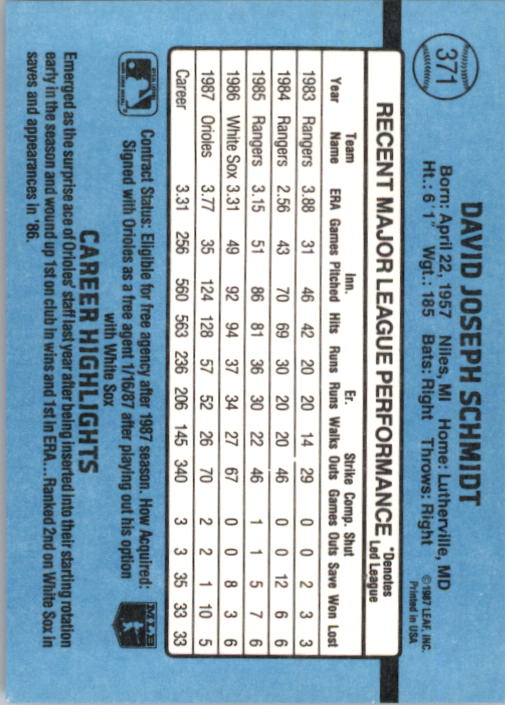 371
DAVID JOSEPH SCHMIDT
Born: April 22, 1957 Niles, MI Home: Lutherville, MD
Ht.: 6' 1" Wgt.: 185 Bats: Right Throws: Right
©1987 LEAF, INC.
Printed in USA
RECENT MAJOR LEAGUE PERFORMANCE *Denotes Led League
Year Team Name ERA Games Inn. Pitched Hits Runs Er. Runs Walks Strike Outs Comp. Games Shut Outs Save Won Lost
1983 Rangers 3.88 31 46 42 20 20 14 29 0 0 2 3 3
1984 Rangers 2.56 43 70 69 30 20 20 46 0 0 12 6 6
1985 Rangers 3.15 51 86 81 36 30 22 46 1 1 5 7 6
1986 White Sox 3.31 49 92 94 37 34 27 67 0 0 8 3 6
1987 Orioles 3.77 35 124 128 57 52 26 70 2 2 1 10 5
Career 3.31 256 560 563 236 206 145 340 3 3 35 33 33
Contract Status: Eligible for free agency after 1987 season. How Acquired:
Signed with Orioles as a free agent 1/16/87 after playing out his option
with White Sox
MLB
CAREER HIGHLIGHTS
Emerged as the surprise ace of Orioles' staff last year after being inserted into their starting rotation
early in the season and wound up 1st on club in wins and 1st in ERA... Ranked 2nd on White Sox in
saves and appearances in '86.